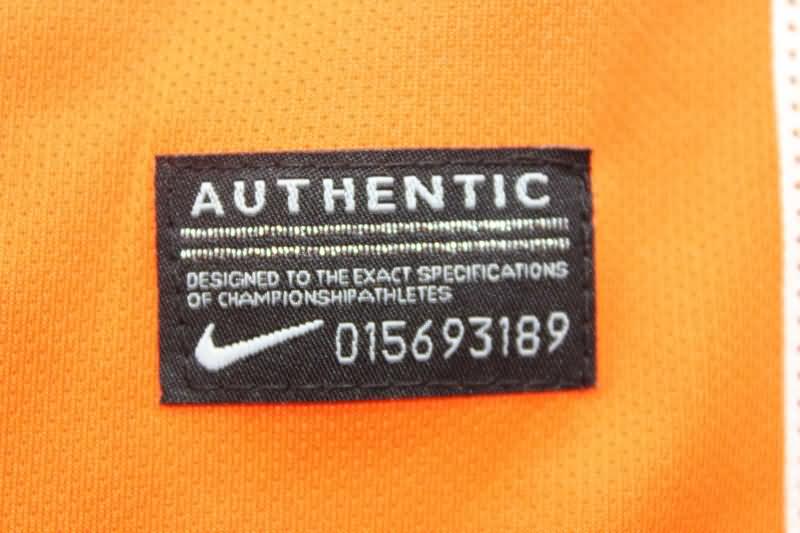 AUTHENTIC
DESIGNED TO THE EXACT SPECIFICATIONS
OF CHAMPIONSHIPATHLETES
015693189